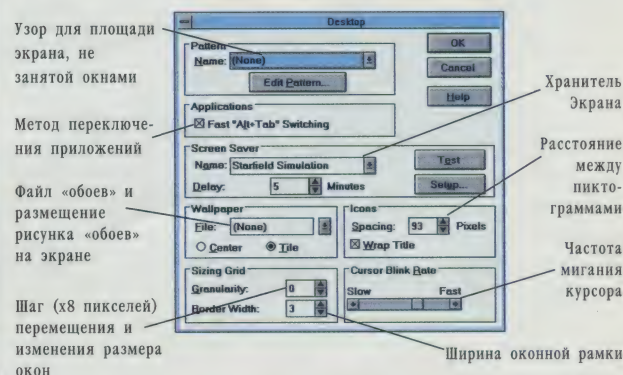 Узор для площади
экрана, не
занятой окнами
Метод переключе-
ния приложений
Файл «обоев» и
размещение
рисунка «обоев»
на экране
Шаг (x8 пикселей)
перемещения и
изменения размера
окон
Desktop
Pattern
Name: (None)
Edit Pattern...
OK
Cancel
Help
Applications
Fast "Alt+Tab" Switching
Screen Saver
Name: Starfield Simulation
Delay: 5 Minutes
Test
Setup...
Wallpaper
File: (None)
Center Tile
Icons
Spacing: 93 Pixels
Wrap Title
Sizing Grid
Granularity: 0
Border Width: 3
Cursor Blink Rate
Slow Fast
Хранитель
Экрана
Расстояние
между
пикто-
граммами
Частота
мигания
курсора
Ширина оконной рамки